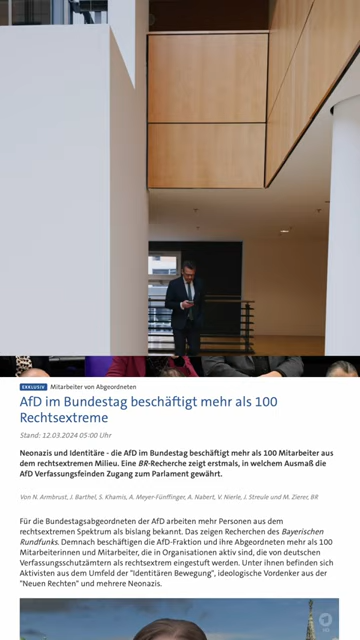 EXKLUSIV Mitarbeiter von Abgeordneten
AfD im Bundestag beschäftigt mehr als 100
Rechtsextreme
Stand: 12.03.2024 05:00 Uhr
Neonazis und Identitäre - die AfD im Bundestag beschäftigt mehr als 100 Mitarbeiter aus
dem rechtsextremen Milieu. Eine BR-Recherche zeigt erstmals, in welchem Ausmaß die
AfD Verfassungsfeinden Zugang zum Parlament gewährt.
Von N. Armbrust, J. Barthel, S. Khamis, A. Meyer-Fünffinger, A. Nabert, V. Nierle, J. Streule und M. Zierer, BR
Für die Bundestagsabgeordneten der AfD arbeiten mehr Personen aus dem
rechtsextremen Spektrum als bislang bekannt. Das zeigen Recherchen des Bayerischen
Rundfunks. Demnach beschäftigen die AfD-Fraktion und ihre Abgeordneten mehr als 100
Mitarbeiterinnen und Mitarbeiter, die in Organisationen aktiv sind, die von deutschen
Verfassungsschutzämtern als rechtsextrem eingestuft werden. Unter ihnen befinden sich
Aktivisten aus dem Umfeld der "Identitären Bewegung", ideologische Vordenker aus der
"Neuen Rechten" und mehrere Neonazis.